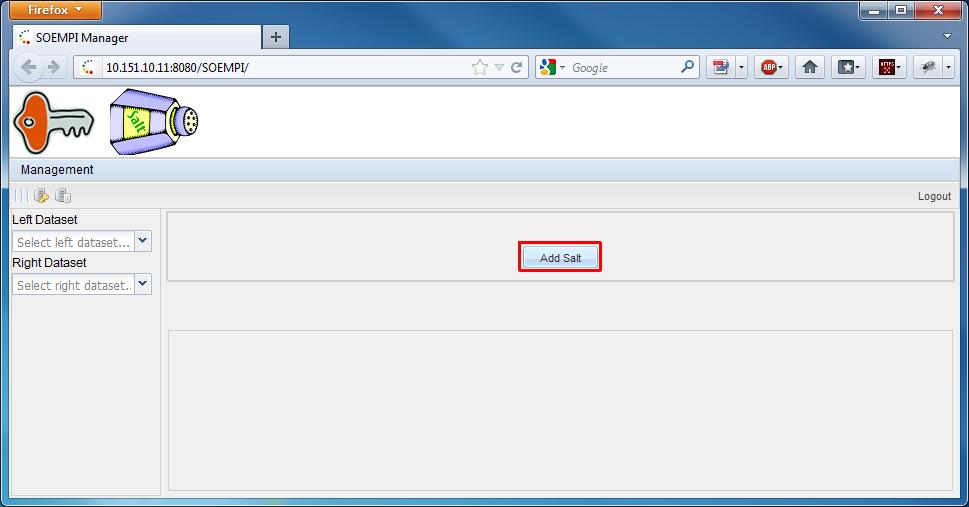 Firefox
SOEMPI Manager
10.151.10.11:8080/SOEMPI/
Google
ABP
HTTPS
Salt
Management
Logout
Left Dataset
Select left dataset...
Add Salt
Right Dataset
Select right dataset..